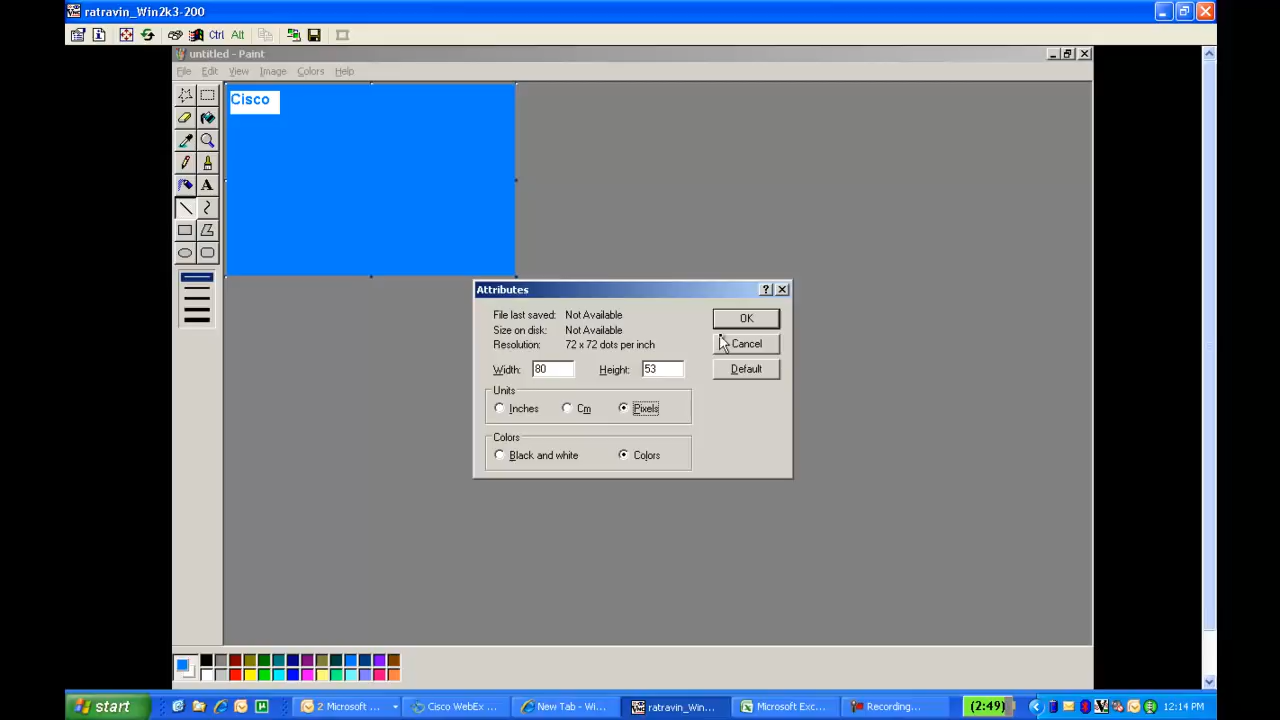 ratravin_Win2k3-200
Ctrl Alt
untitled - Paint
File Edit View Image Colors Help
Cisco
A
Attributes
File last saved: Not Available
Size on disk: Not Available
Resolution: 72 x 72 dots per inch
OK
Cancel
Width: 80 Height: 53
Default
Units
Inches Cm Pixels
Colors
Black and white Colors
start
2 Microsoft ...
Cisco WebEx ...
New Tab - Wi...
ratravin_Win...
Microsoft Exc...
Recording...
(2:49)
12:14 PM